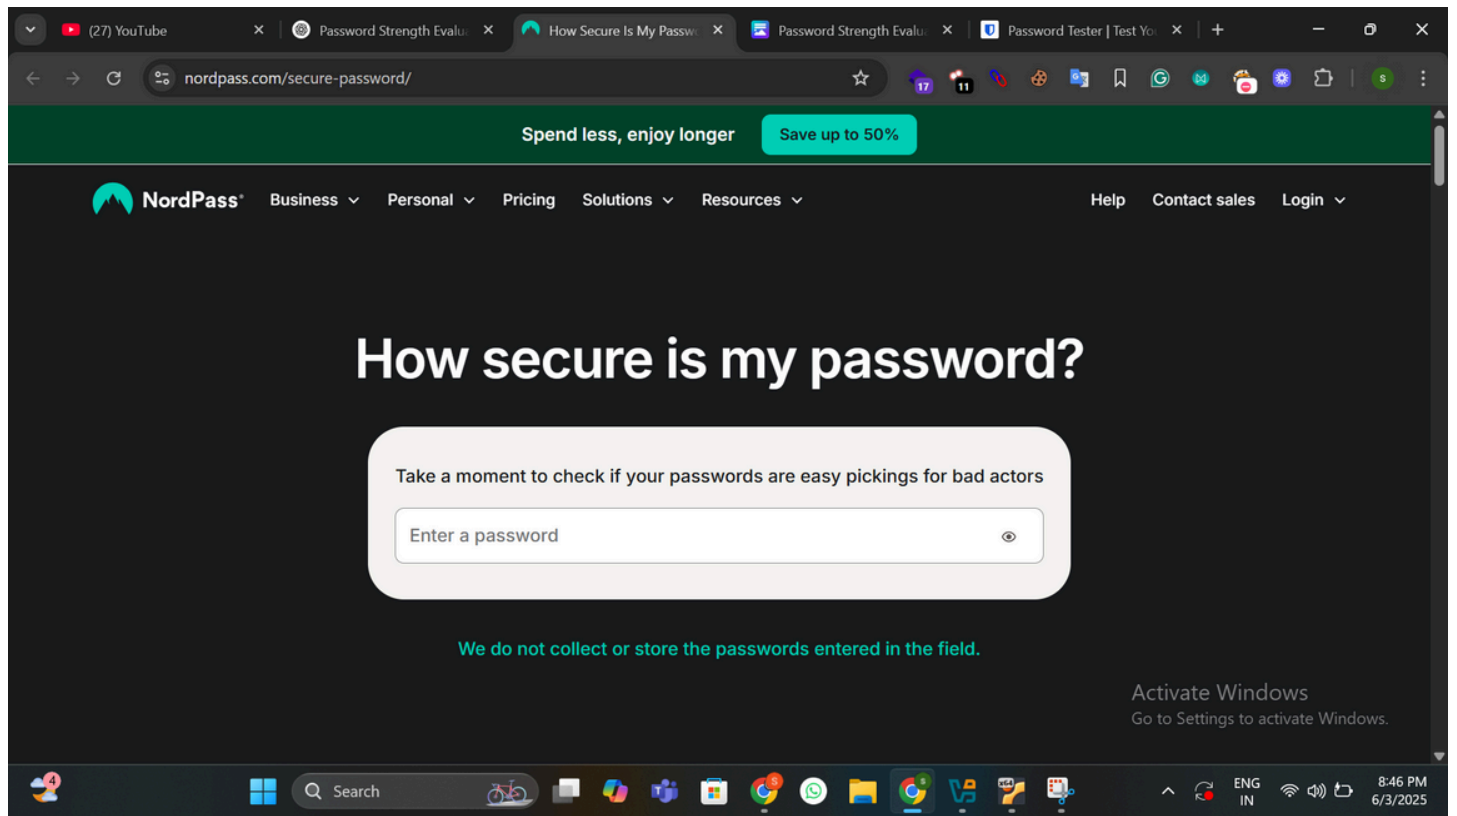 (27) YouTube
Password Strength Evalu
How Secure Is My Passw
Password Strength Evalu
Password Tester | Test Yo
nordpass.com/secure-password/
17
11
S
Spend less, enjoy longer
Save up to 50%
NordPass®
Business
Personal
Pricing
Solutions
Resources
Help
Contact sales
Login
How secure is my password?
Take a moment to check if your passwords are easy pickings for bad actors
Enter a password
We do not collect or store the passwords entered in the field.
Activate Windows
Go to Settings to activate Windows.
4
Search
ENG
IN
8:46 PM
6/3/2025